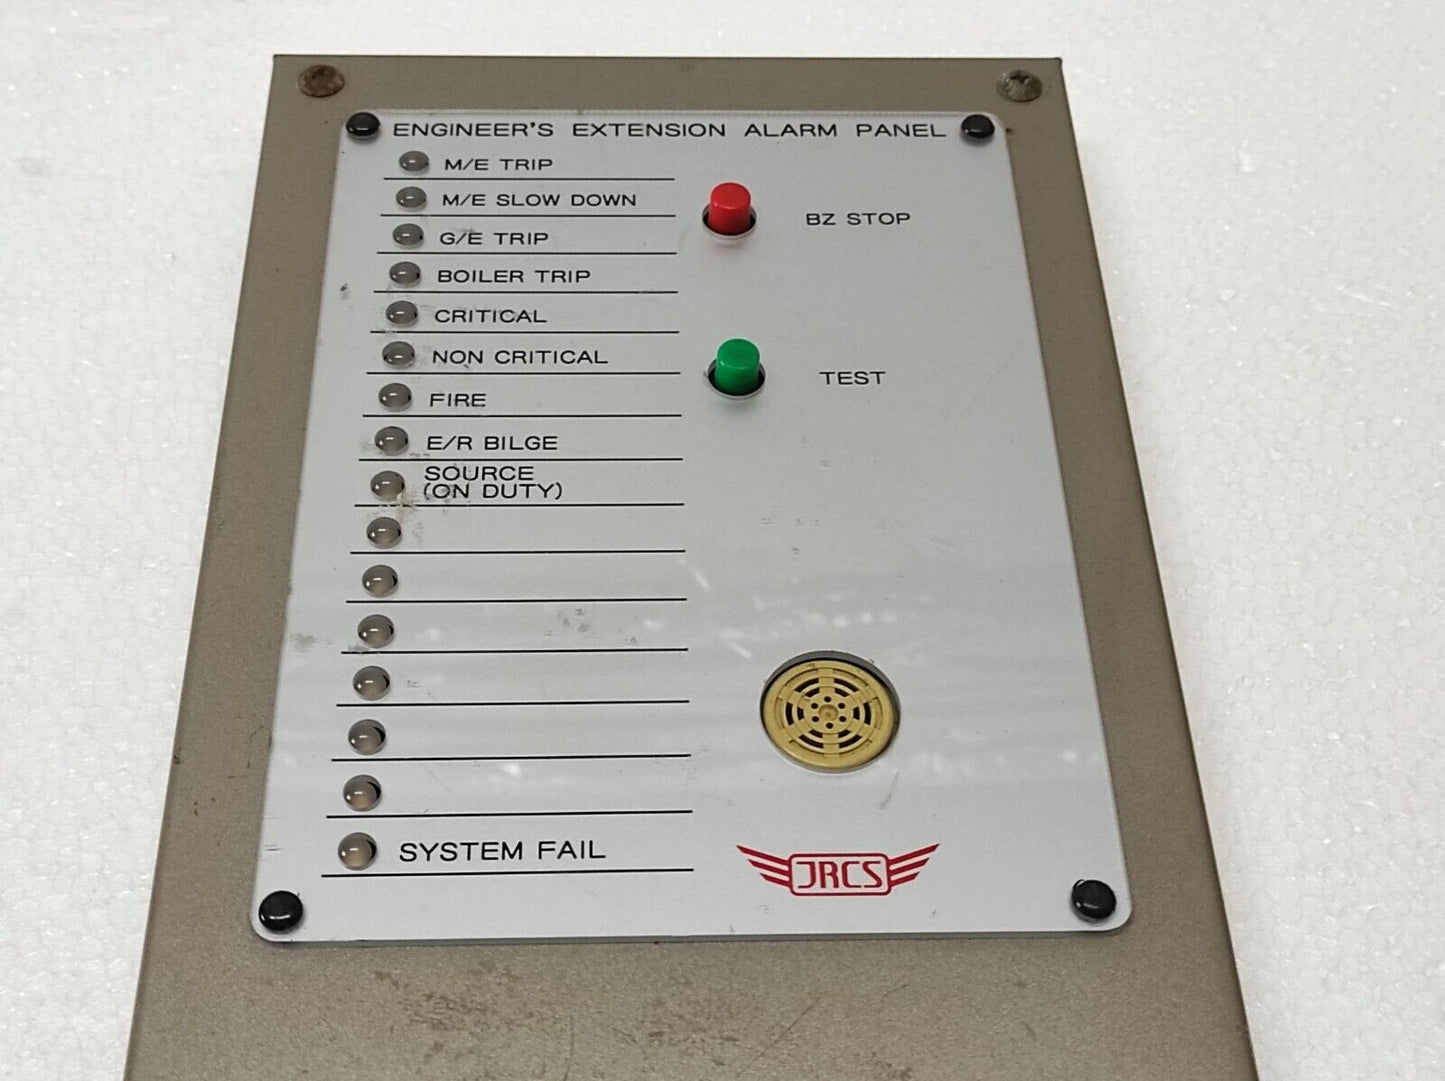 ENGINEER'S EXTENSION ALARM PANEL
M/E TRIP
M/E SLOW DOWN
G/E TRIP
BOILER TRIP
CRITICAL
NON CRITICAL
FIRE
E/R BILGE
SOURCE
(ON DUTY)
SYSTEM FAIL
BZ STOP
TEST
JRCS